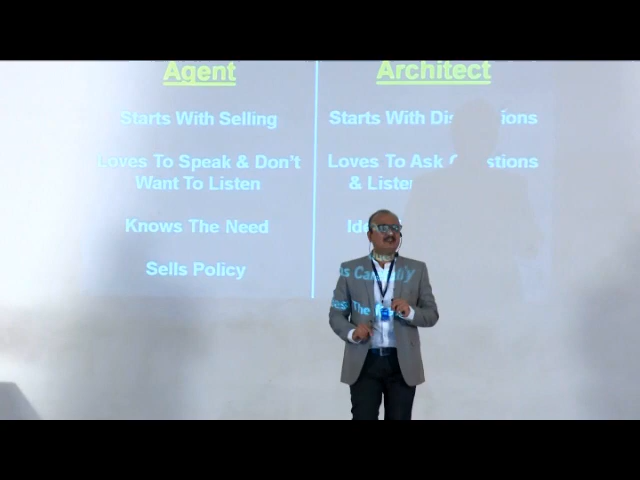 Agent
Starts With Selling
Loves To Speak & Don't
Want To Listen
Knows The Need
Sells Policy
Architect
Starts With
Loves To Ask
& Listen
The